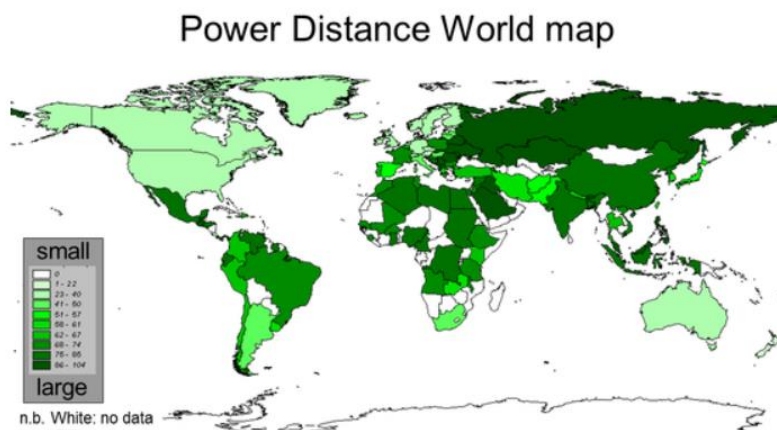 Power Distance World map
small
0
1 - 22
23 - 40
41 - 50
51 - 57
58 - 61
62 - 67
68 - 74
75 - 85
86 - 104
large
n.b. White: no data